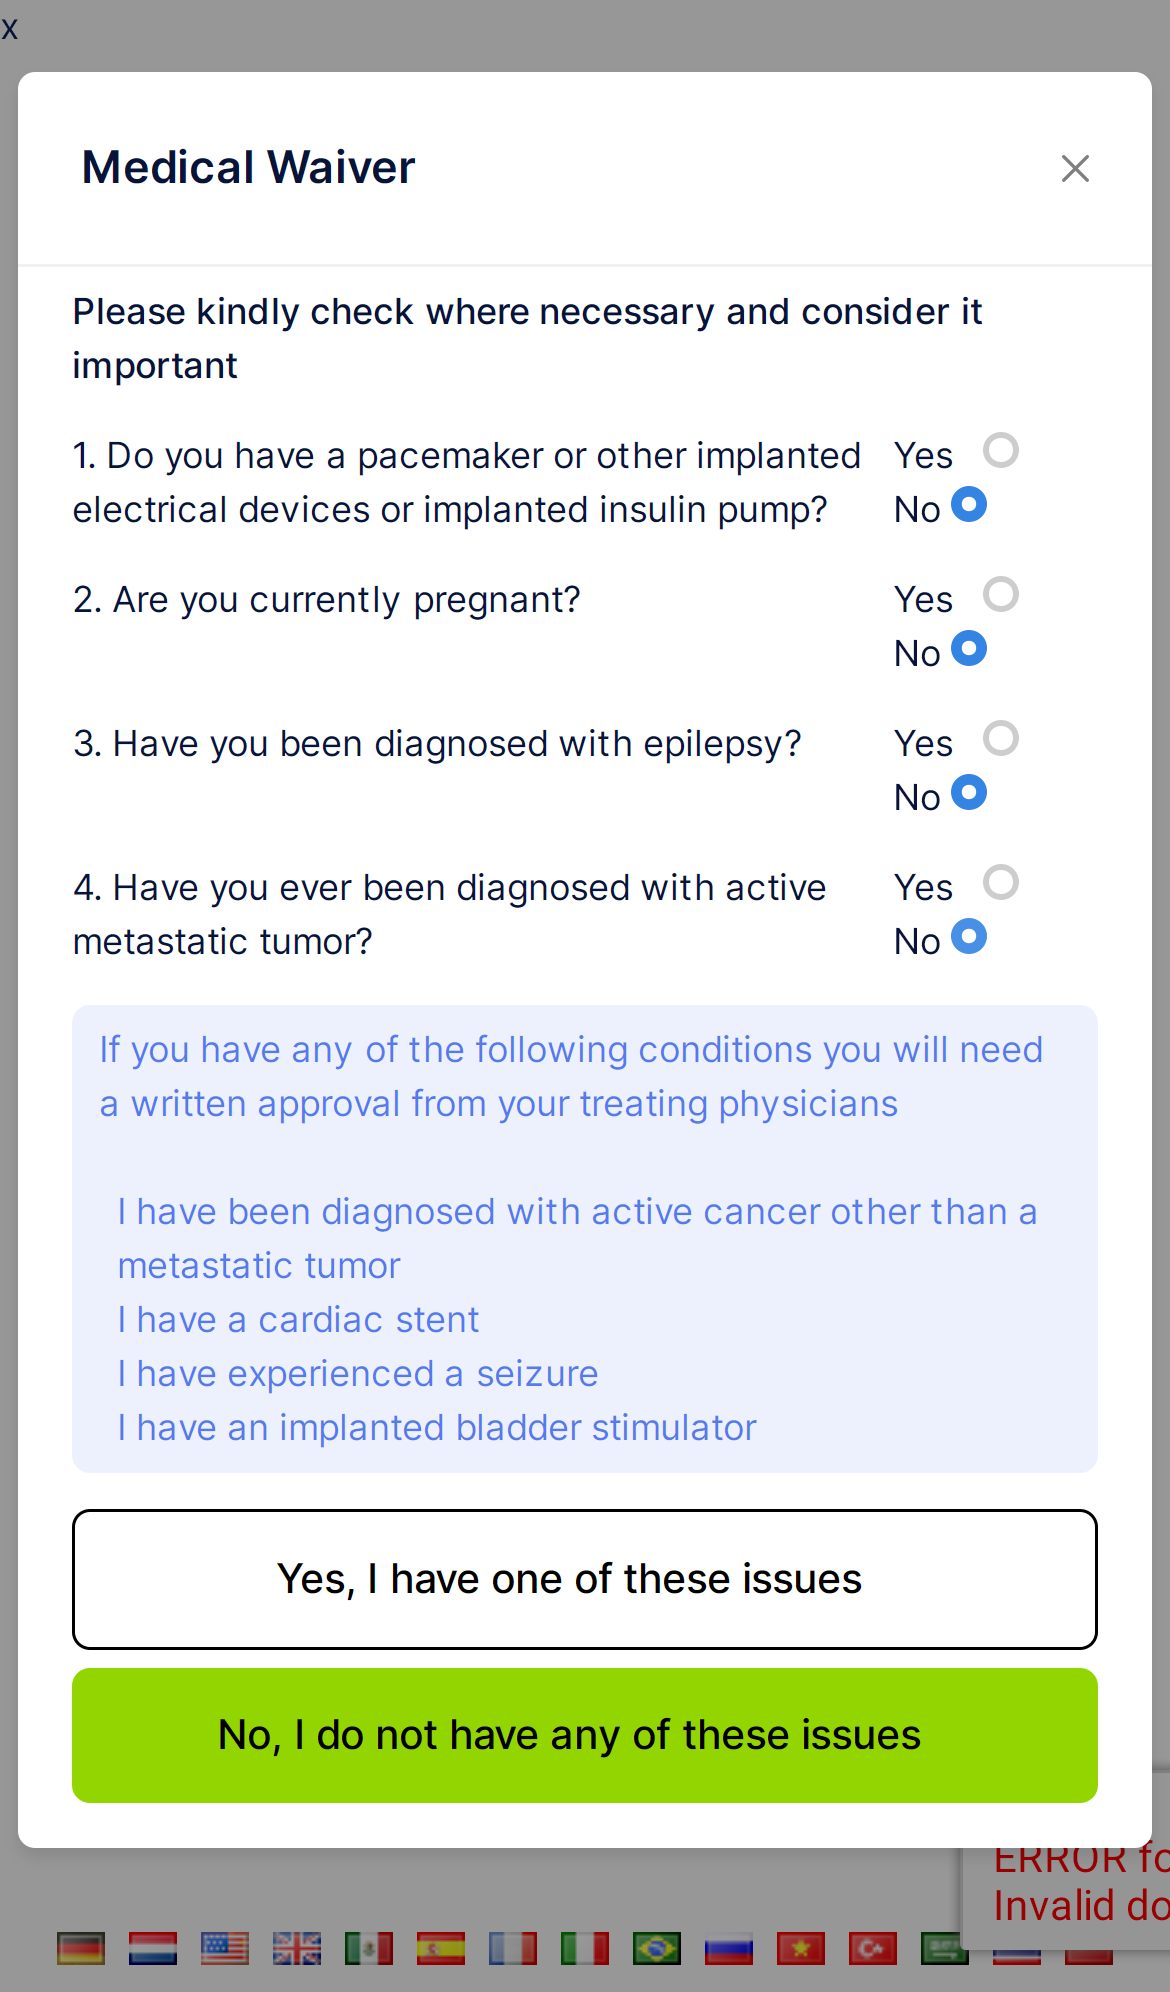 x
Medical Waiver
Please kindly check where necessary and consider it
important
1. Do you have a pacemaker or other implanted
electrical devices or implanted insulin pump?
Yes
No
2. Are you currently pregnant?
Yes
No
3. Have you been diagnosed with epilepsy?
Yes
No
4. Have you ever been diagnosed with active
metastatic tumor?
Yes
No
If you have any of the following conditions you will need
a written approval from your treating physicians
I have been diagnosed with active cancer other than a
metastatic tumor
I have a cardiac stent
I have experienced a seizure
I have an implanted bladder stimulator
Yes, I have one of these issues
No, I do not have any of these issues
ERROR
Invalid